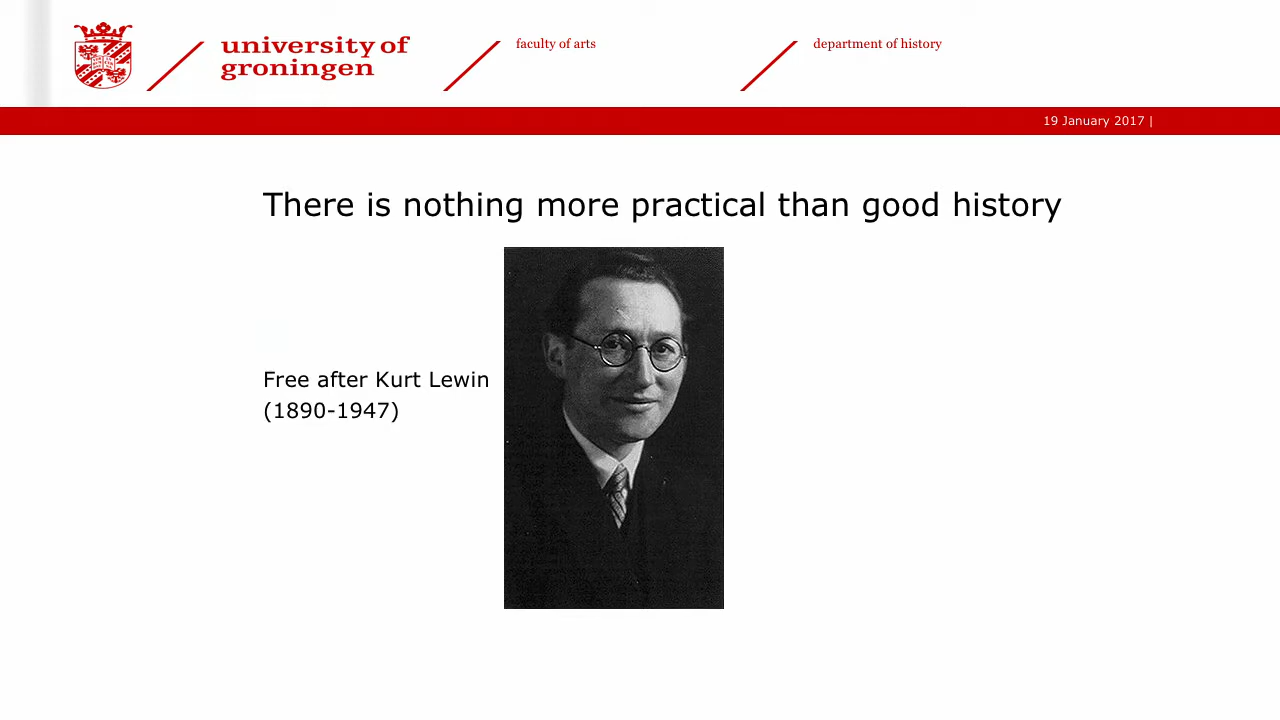 university of
groningen
faculty of arts
department of history
19 January 2017 |
There is nothing more practical than good history
Free after Kurt Lewin
(1890-1947)